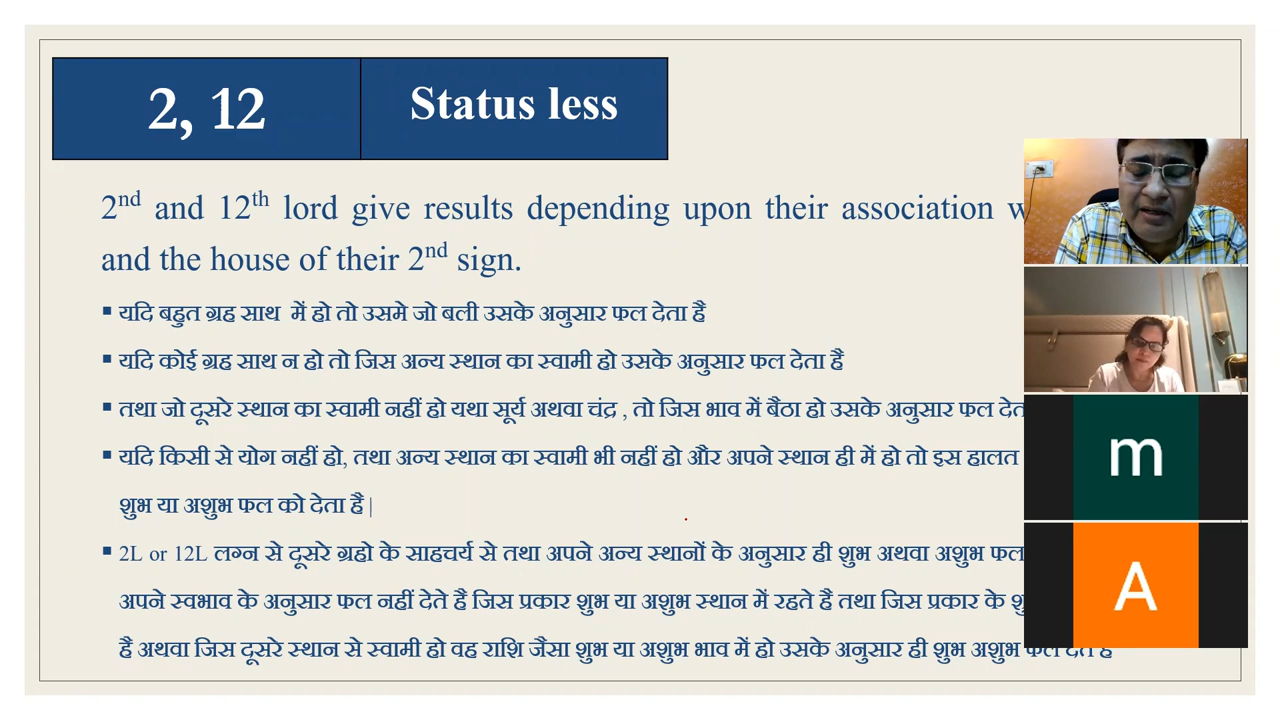 2, 12
Status less
2nd and 12th lord give results depending upon their association
and the house of their 2nd sign.
▪ यदि बहुत ग्रह साथ में हो तो उसमे जो बली उसके अनुसार फल देता है
▪ यदि कोई ग्रह साथ न हो तो जिस अन्य स्थान का स्वामी हो उसके अनुसार फल देता है
▪ तथा जो दूसरे स्थान का स्वामी नहीं हो यथा सूर्य अथवा चंद्र , तो जिस भाव में बैठा हो उसके अनुसार फल
▪ यदि किसी से योग नहीं हो, तथा अन्य स्थान का स्वामी भी नहीं हो और अपने स्थान ही में हो तो इस हालत
शुभ या अशुभ फल को देता है |
▪ 2L or 12L लग्न से दूसरे ग्रहो के साहचर्य से तथा अपने अन्य स्थानों के अनुसार ही शुभ अथवा अशुभ फल
अपने स्वभाव के अनुसार फल नहीं देते है जिस प्रकार शुभ या अशुभ स्थान में रहते है तथा जिस प्रकार के
है अथवा जिस दूसरे स्थान से स्वामी हो वह राशि जैसा शुभ या अशुभ भाव में हो उसके अनुसार ही शुभ अशुभ फल देते है
m
A